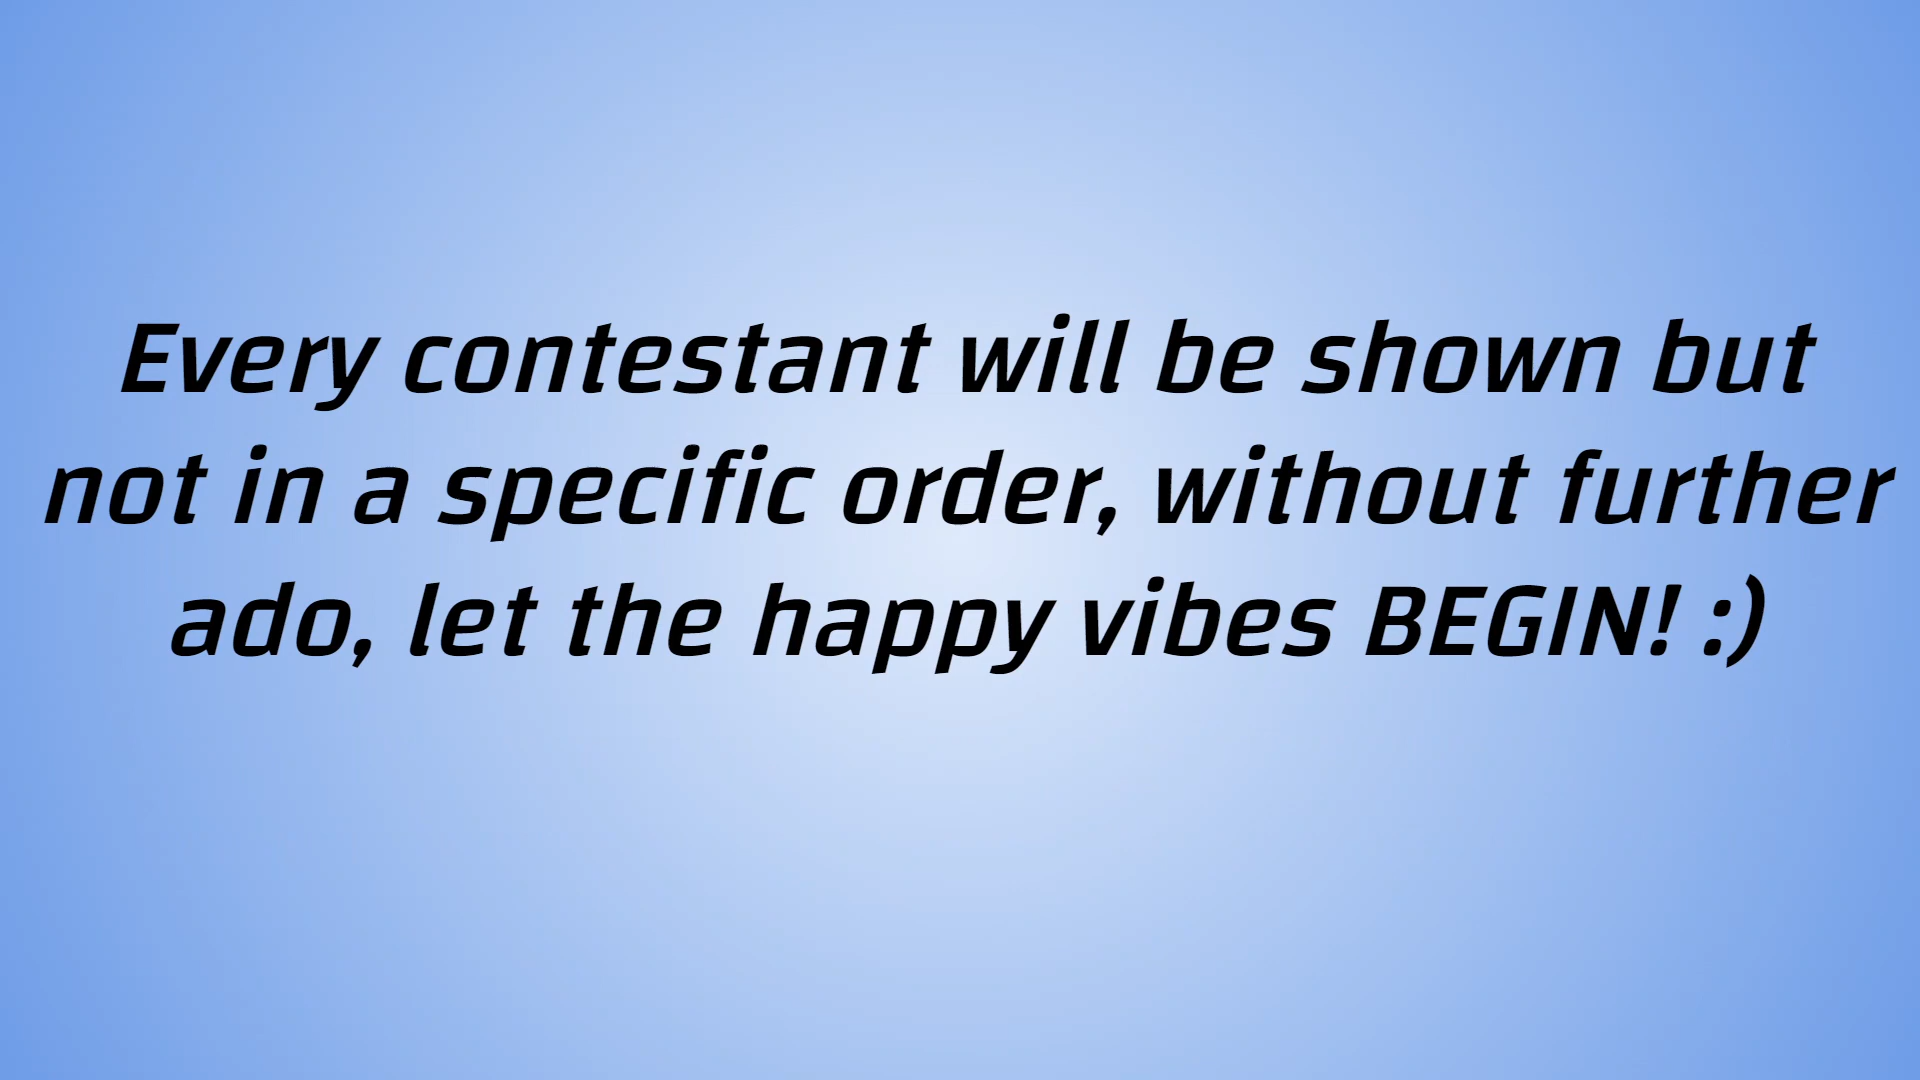 Every contestant will be shown but
not in a specific order, without further
ado, let the happy vibes BEGIN! :)